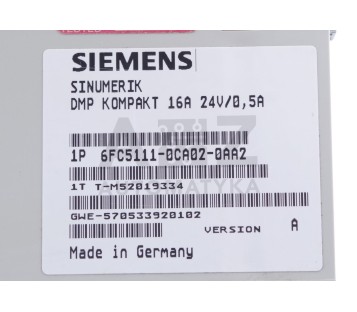 TESTED
SIEMENS
SINUMERIK
DMP KOMPAKT 16A 24V/0,5A
1P 6FC5111-0CA02-0AA2
1T T-M52019334
GWE-570533920102
VERSION A
Made in Germany